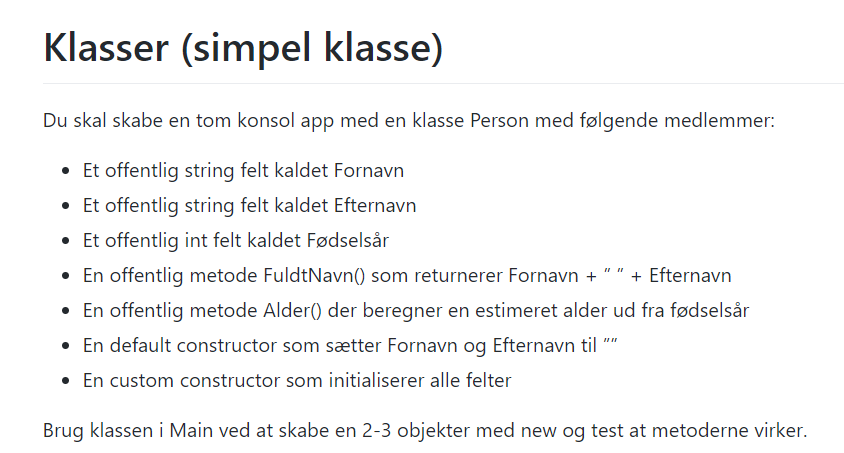 Klasser (simpel klasse)
Du skal skabe en tom konsol app med en klasse Person med følgende medlemmer:
• Et offentlig string felt kaldet Fornavn
• Et offentlig string felt kaldet Efternavn
• Et offentlig int felt kaldet Fødselsår
• En offentlig metode FuldtNavn() som returnerer Fornavn + ” ” + Efternavn
• En offentlig metode Alder() der beregner en estimeret alder ud fra fødselsår
• En default constructor som sætter Fornavn og Efternavn til ””
• En custom constructor som initialiserer alle felter
Brug klassen i Main ved at skabe en 2-3 objekter med new og test at metoderne virker.